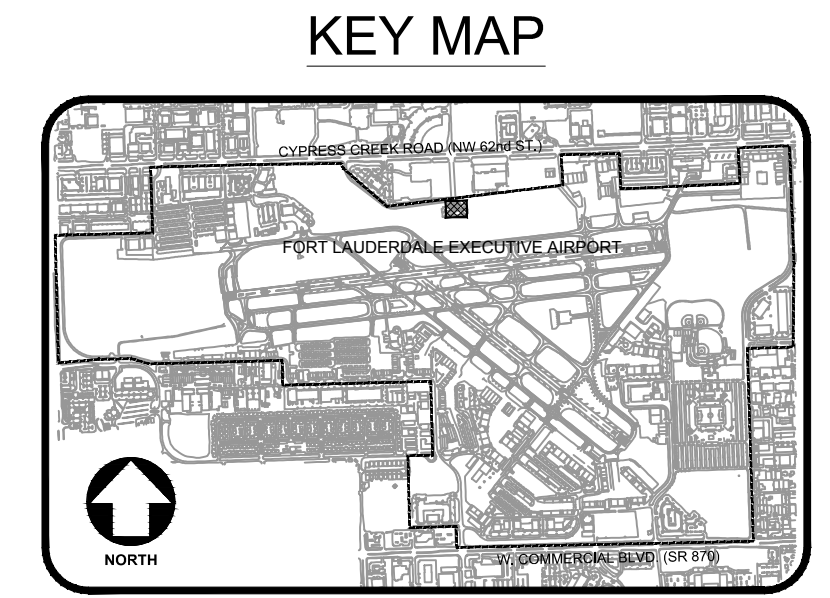 KEY MAP
CYPRESS CREEK ROAD (NW 62nd ST.)
FORT LAUDERDALE EXECUTIVE AIRPORT
NORTH
W. COMMERCIAL BLVD (SR 870)